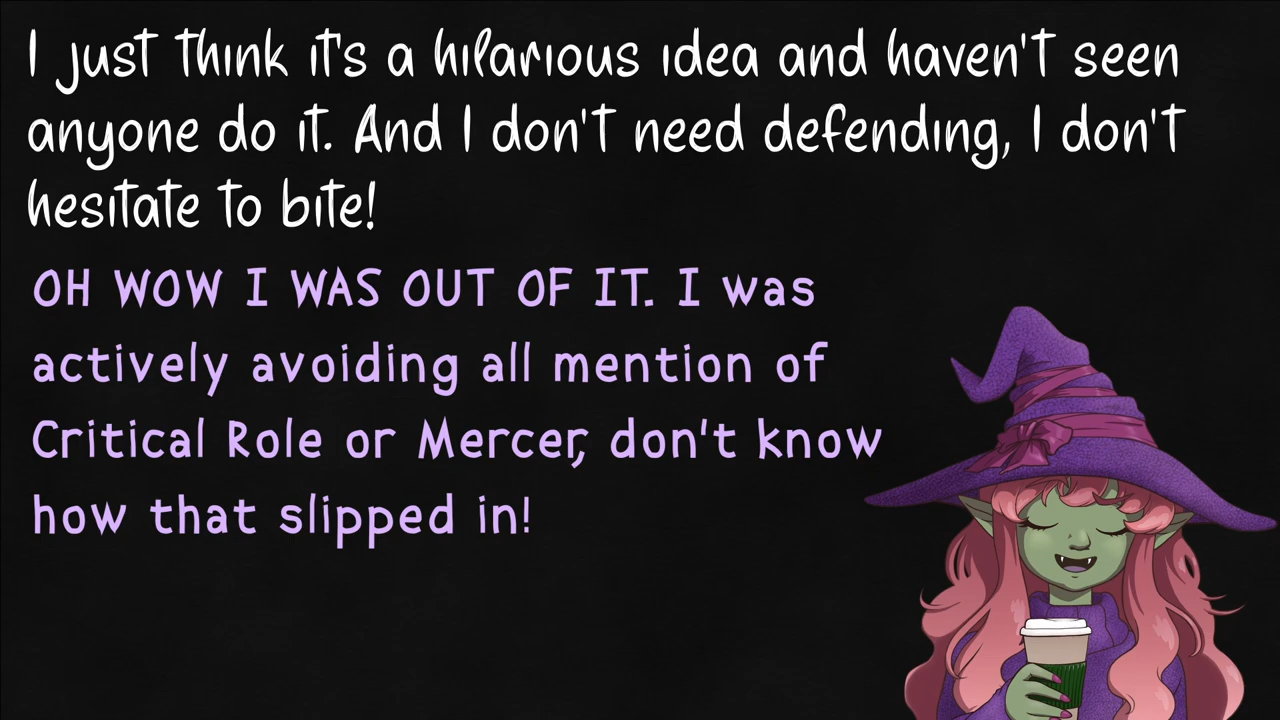 I just think it's a hilarious idea and haven't seen
anyone do it. And I don't need defending, I don't
hesitate to bite!
OH WOW I WAS OUT OF IT. I was
actively avoiding all mention of
Critical Role or Mercer, don't know
how that slipped in!